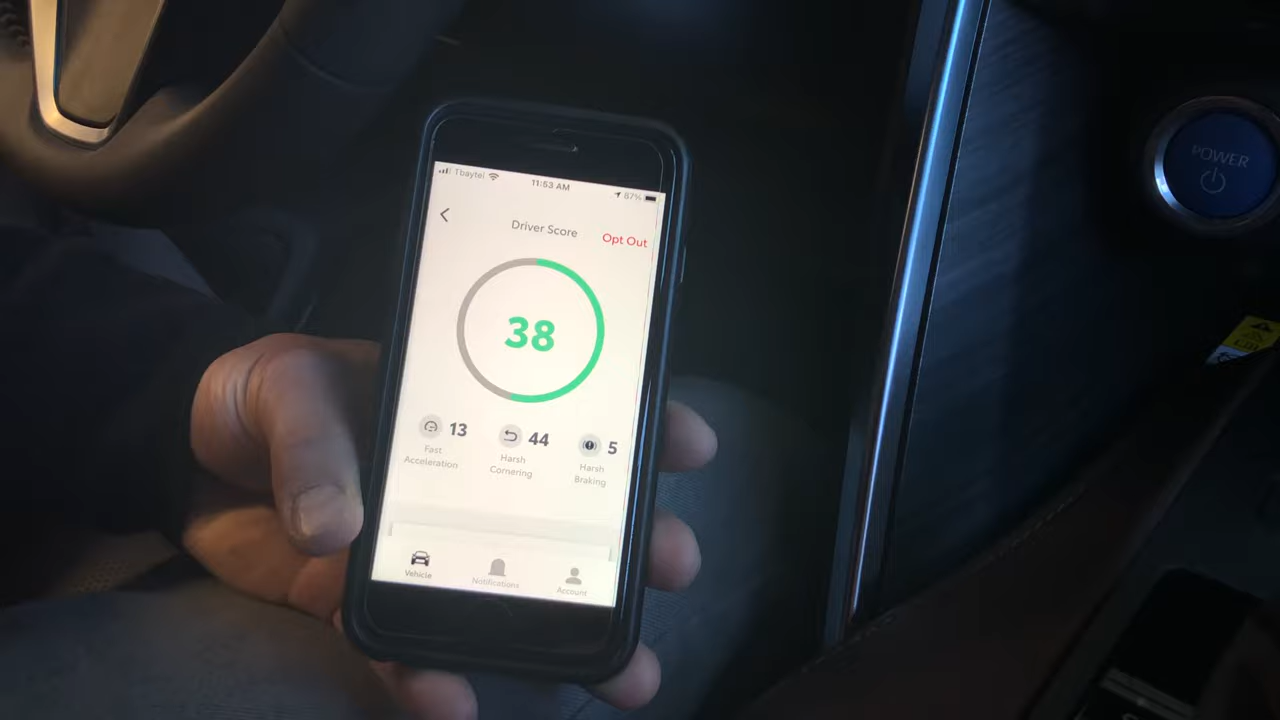 Tbaytel 11:53 AM 87%
Driver Score
Opt Out
38
13 44 5
Fast Acceleration
Harsh Cornering
Harsh Braking
Vehicle Notifications Account
POWER